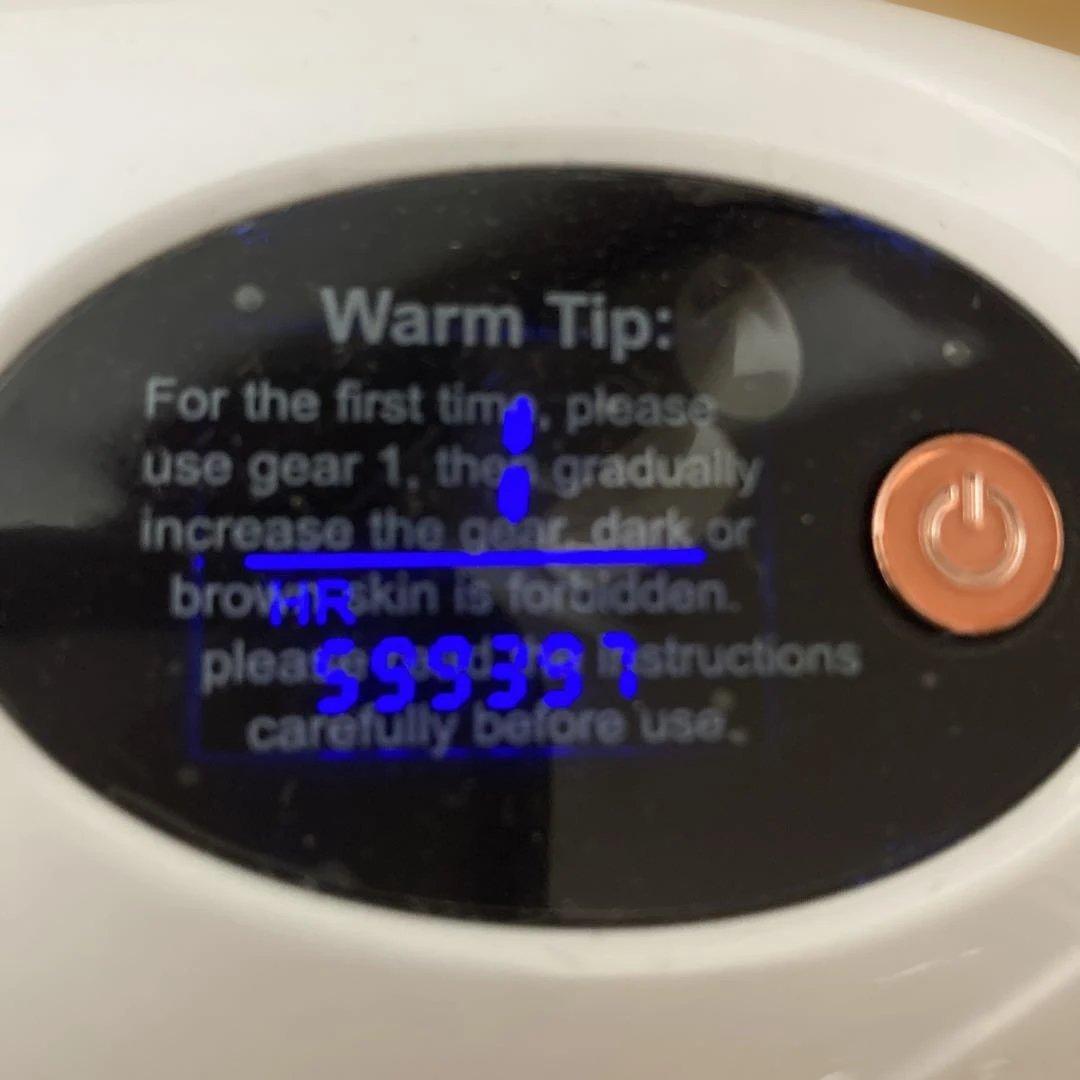 Warm Tip:
For the first time, please
1
use gear 1, then gradually
increase the gear, dark or
brown skin is forbidden.
HR
please read the instructions
599397
carefully before use.